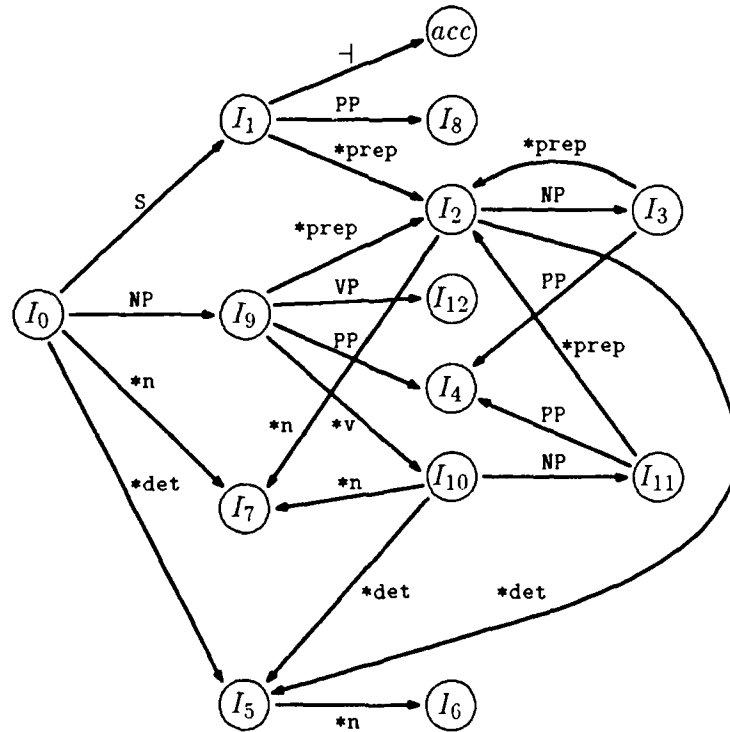 acc
⊣
I₁
PP
I₈
*prep
*prep
S
I₂
NP
I₃
*prep
I₀
NP
I₉
VP
I₁₂
PP
*prep
PP
I₄
*n
*n
*v
PP
*det
I₇
*n
I₁₀
NP
I₁₁
*det
*det
I₅
*n
I₆